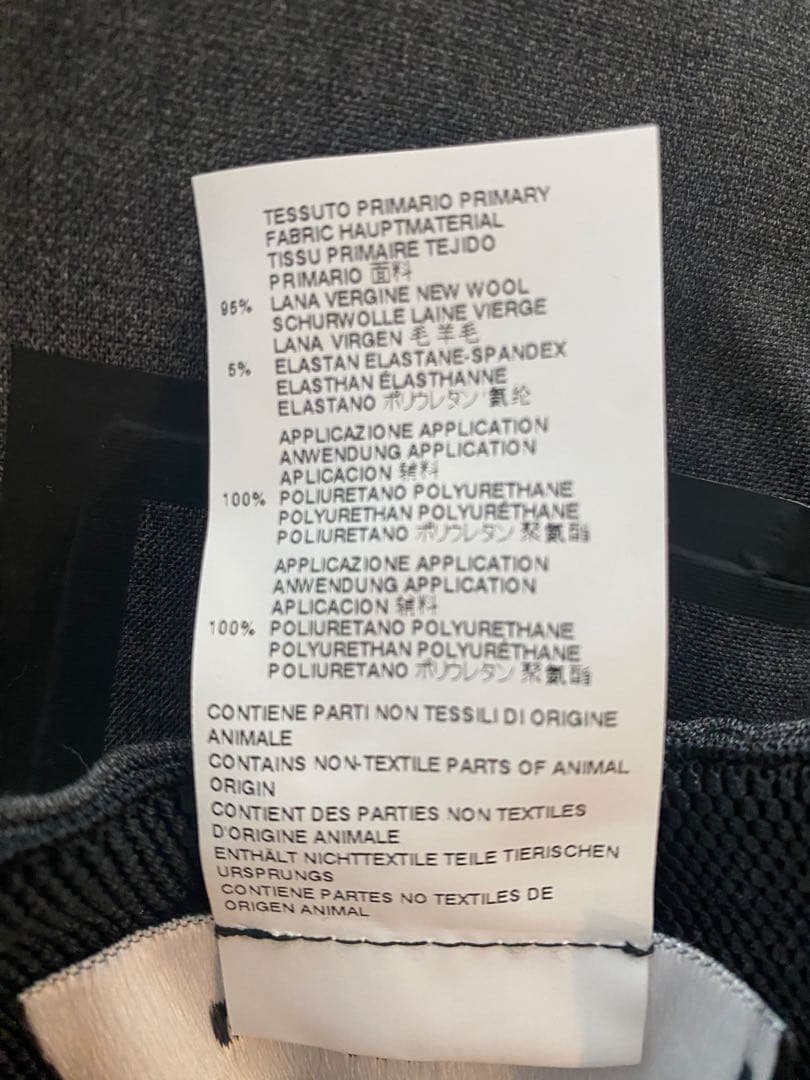 TESSUTO PRIMARIO PRIMARY
FABRIC HAUPTMATERIAL
TISSU PRIMAIRE TEJIDO
PRIMARIO 面料
95% LANA VERGINE NEW WOOL
SCHURWOLLE LAINE VIERGE
LANA VIRGEN 毛 羊毛
5% ELASTAN ELASTANE-SPANDEX
ELASTHAN ÉLASTHANNE
ELASTANO ポリウレタン 氨纶
APPLICAZIONE APPLICATION
ANWENDUNG APPLICATION
APLICACION 辅料
100% POLIURETANO POLYURETHANE
POLYURETHAN POLYURÉTHANE
POLIURETANO ポリウレタン 聚氨酯
APPLICAZIONE APPLICATION
ANWENDUNG APPLICATION
APLICACION 辅料
100% POLIURETANO POLYURETHANE
POLYURETHAN POLYURÉTHANE
POLIURETANO ポリウレタン 聚氨酯
CONTIENE PARTI NON TESSILI DI ORIGINE
ANIMALE
CONTAINS NON-TEXTILE PARTS OF ANIMAL
ORIGIN
CONTIENT DES PARTIES NON TEXTILES
D'ORIGINE ANIMALE
ENTHÄLT NICHTTEXTILE TEILE TIERISCHEN
URSPRUNGS
CONTIENE PARTES NO TEXTILES DE
ORIGEN ANIMAL